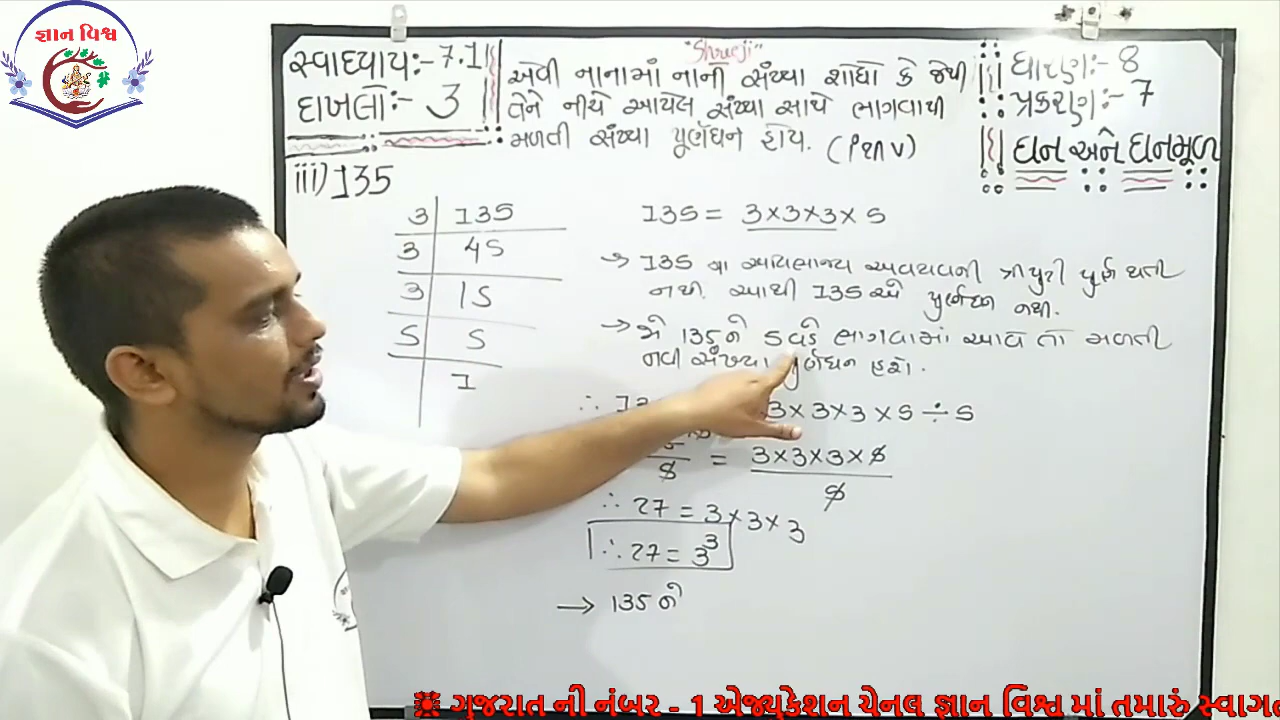 જ્ઞાન વિશ્વ
"Shreeji"
સ્વાધ્યાય:- 7.1
દાખલો:- 3
એવી નાનામાં નાની સંખ્યા શોધો કે જેથી
તેને નીચે આપેલ સંખ્યા સાથે ભાગવાથી
મળતી સંખ્યા પૂર્ણઘન હોય. (
ધોરણ:- 8
પ્રકરણ:- 7
ઘન અને ઘનમૂળ
iii) 135
3 | 135
3 | 45
3 | 15
5 | 5
1
135 = 3×3×3× 5
→ 135 ના અવિભાજ્ય અવયવની ત્રીપુટી પૂર્ણ થતી
નથી. આથી 135 એ પૂર્ણઘન નથી.
→ જો 135 ને 5 વડે ભાગવામાં આવે તો મળતી
નવી સંખ્યા પૂર્ણઘન હશે.
∴ 3× 3×3 × 5 ÷ 5
5 = 3×3×3×5
5
∴ 27 = 3×3×3
∴ 27 = 3³
→ 135 ને
ગુજરાત ની નંબર - 1 એજ્યુકેશન ચેનલ જ્ઞાન વિશ્વ માં તમારું